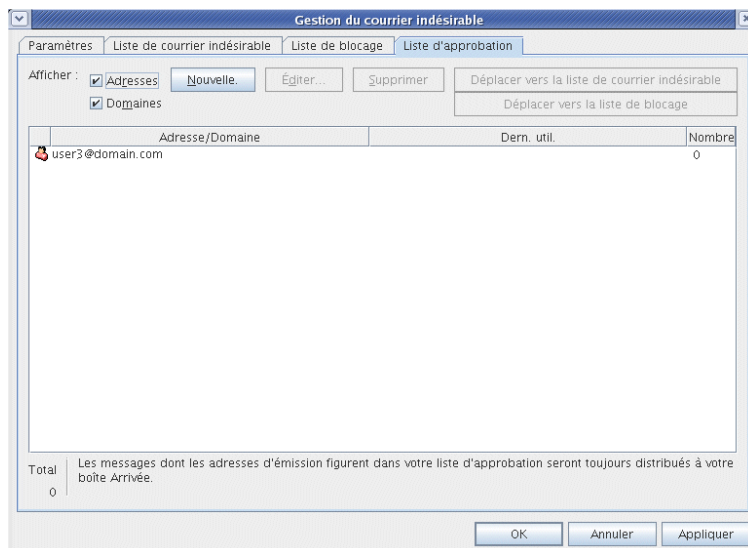 Gestion du courrier indésirable
Paramètres Liste de courrier indésirable Liste de blocage Liste d'approbation
Afficher : Adresses Nouvelle. Éditer... Supprimer Déplacer vers la liste de courrier indésirable
Domaines Déplacer vers la liste de blocage
Adresse/Domaine Dern. util. Nombre
user3@domain.com 0
Total Les messages dont les adresses d'émission figurent dans votre liste d'approbation seront toujours distribués à votre
0 boîte Arrivée.
OK Annuler Appliquer